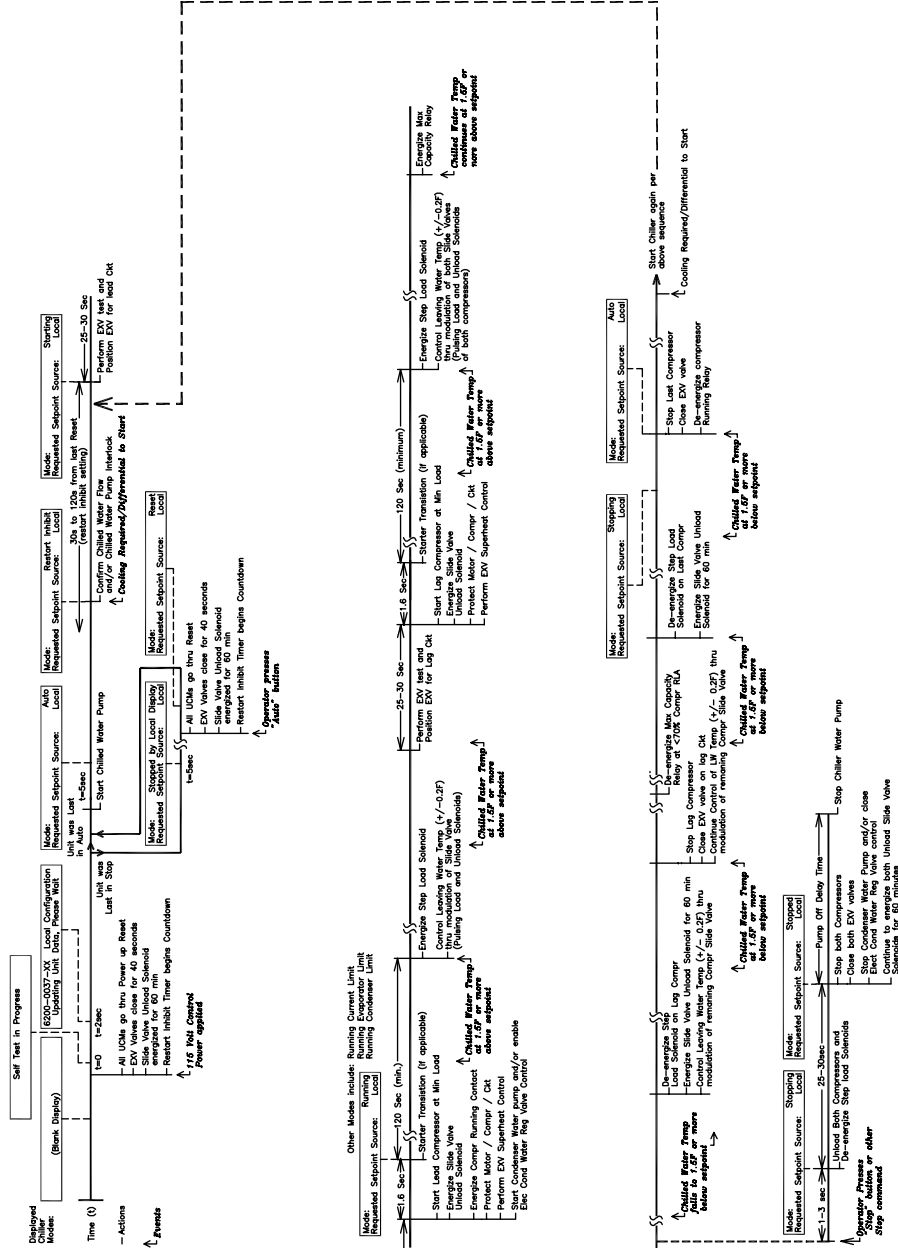 Displayed
Chiller
Modes:
Self Test in Progress
(Blank Display)
6200-0037-XX Local Configuration
Updating Unit Data, Please Wait
Mode: Auto
Requested Setpoint Source: Local
Mode: Restart Inhibit
Requested Setpoint Source: Local
Mode: Starting
Requested Setpoint Source: Local
Time (t)
t=0
t=2sec
Unit was Last
in Auto
t=5sec
30s to 120s from last Reset
(restart inhibit setting)
25-30 Sec
Unit was
Last in Stop
Start Chilled Water Pump
Confirm Chilled Water Flow
and/or Chilled Water Pump Interlock
Cooling Required/Differential to Start
Perform EXV test and
Position EXV for lead Ckt
Actions
Events
All UCMs go thru Power up Reset
EXV Valves close for 40 seconds
Slide Valve Unload Solenoid
energized for 60 min
Restart Inhibit Timer begins Countdown
115 Volt Control
Power applied
Mode: Stopped by Local Display
Requested Setpoint Source: Local
Mode: Reset
Requested Setpoint Source: Local
t=5sec
All UCMs go thru Reset
EXV Valves close for 40 seconds
Slide Valve Unload Solenoid
energized for 60 min
Restart Inhibit Timer begins Countdown
Operator presses
"Auto" button
Other Modes include: Running Current Limit
Running Evaporator Limit
Running Condenser Limit
Mode: Running
Requested Setpoint Source: Local
1.6 Sec
120 Sec (min.)
25-30 Sec
1.6 Sec
120 Sec (minimum)
Starter Transition (if applicable)
Start Lead Compressor at Min Load
Energize Slide Valve
Unload Solenoid
Energize Compr Running Contact
Protect Motor / Compr / Ckt
Perform EXV Superheat Control
Start Condenser Water pump and/or enable
Elec Cond Water Reg Valve Control
Chilled Water Temp
at 1.5F or more
above setpoint
Energize Step Load Solenoid
Control Leaving Water Temp (+/-0.2F)
thru modulation of Slide Valve
(Pulsing Load and Unload Solenoids)
Chilled Water Temp
at 1.5F or more
above setpoint
Perform EXV test and
Position EXV for Lag Ckt
Starter Transistion (if applicable)
Start Lag Compressor at Min Load
Energize Slide Valve
Unload Solenoid
Protect Motor / Compr / Ckt
Perform EXV Superheat Control
Chilled Water Temp
at 1.5F or more
above setpoint
Energize Step Load Solenoid
Control Leaving Water Temp (+/-0.2F)
thru modulation of both Slide Valves
(Pulsing Load and Unload Solenoids
of both compressors)
Chilled Water Temp
at 1.5F or more
above setpoint
Energize Max
Capacity Relay
Chilled Water Temp
continues at 1.5F or
more above setpoint
Mode: Stopping
Requested Setpoint Source: Local
Mode: Auto
Requested Setpoint Source: Local
Chilled Water Temp
falls to 1.5F or more
below setpoint
De-energize Step
Load Solenoid on Lag Compr
Energize Slide Valve Unload Solenoid for 60 min
Control Leaving Water Temp (+/- 0.2F) thru
modulation of remaning Compr Slide Valve
Chilled Water Temp
at 1.5F or more
below setpoint
Stop Lag Compressor
Close EXV valve on lag Ckt
Continue Control of LW Temp (+/- 0.2F) thru
modulation of remaning Compr Slide Valve
De-energize Max Capacity
Relay at <70% Compr RLA
Chilled Water Temp
at 1.5F or more
below setpoint
De-energize Step Load
Solenoid on Last Compr
Energize Slide Valve Unload
Solenoid for 60 min
Chilled Water Temp
at 1.5F or more
below setpoint
Stop Last Compressor
Close EXV valve
De-energize compressor
Running Relay
Cooling Required/Differential to Start
Start Chiller again per
above sequence
Mode: Stopping
Requested Setpoint Source: Local
Mode: Stopped
Requested Setpoint Source: Local
1-3 sec
25-30sec
Pump Off Delay Time
Operator Presses
"Stop" button or other
Stop command
Unload Both Compressors and
De-energize Step load Solenoids
Stop both Compressors
Close both EXV valves
Stop Condenser Water Pump and/or close
Elect Cond Water Reg Valve control
Continue to energize both Unload Slide Valve
Solenoids for 60 minutes
Stop Chiller Water Pump